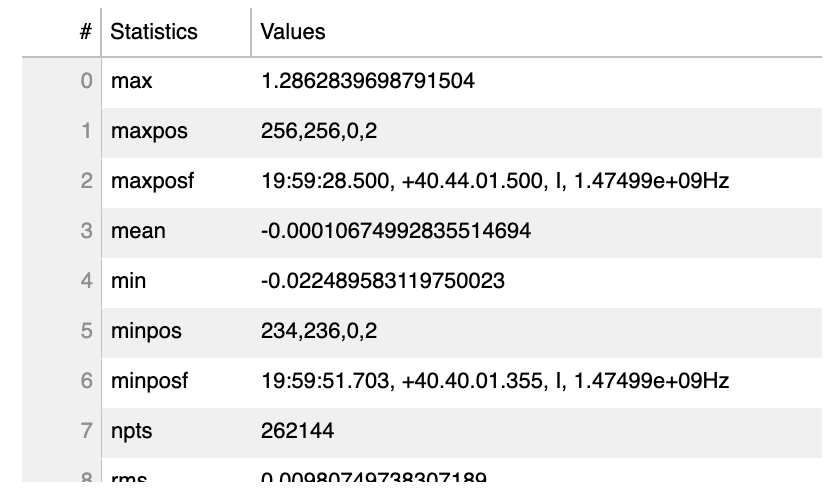 # Statistics Values
0 max 1.2862839698791504
1 maxpos 256,256,0,2
2 maxposf 19:59:28.500, +40.44.01.500, I, 1.47499e+09Hz
3 mean -0.00010674992835514694
4 min -0.022489583119750023
5 minpos 234,236,0,2
6 minposf 19:59:51.703, +40.40.01.355, I, 1.47499e+09Hz
7 npts 262144
8 rms 0.00980749738307189